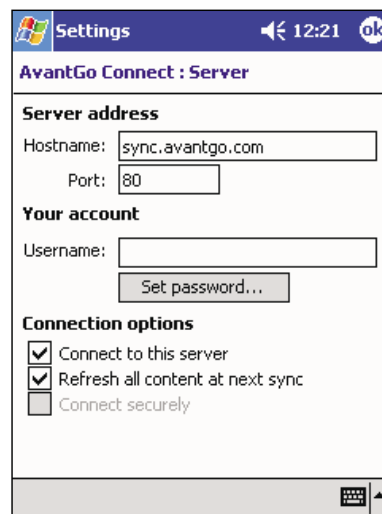 Settings 12:21 ok
AvantGo Connect : Server
Server address
Hostname: sync.avantgo.com
Port: 80
Your account
Username:
Set password...
Connection options
Connect to this server
Refresh all content at next sync
Connect securely